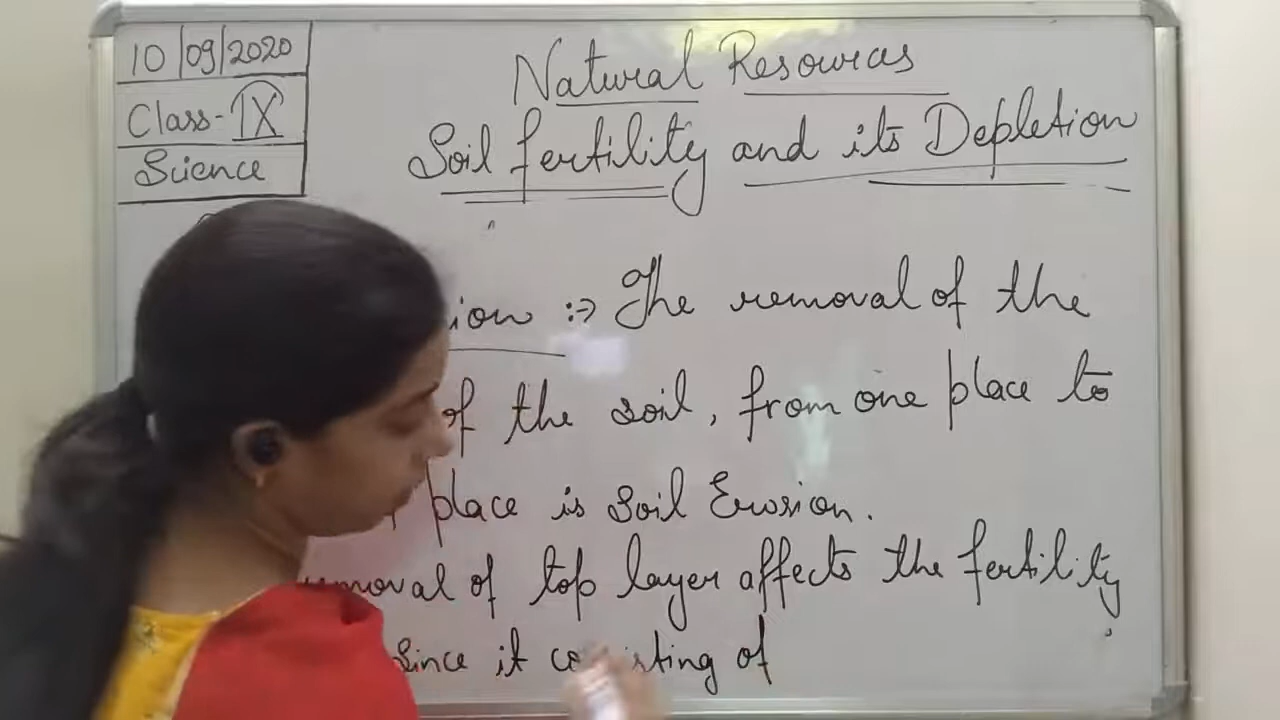 10/09/2020
Class- IX
Science
Natural Resources
Soil fertility and its Depletion
ion :-> The removal of the
of the soil, from one place to
place is Soil Erosion.
emoval of top layer affects the fertility
Since it consisting of